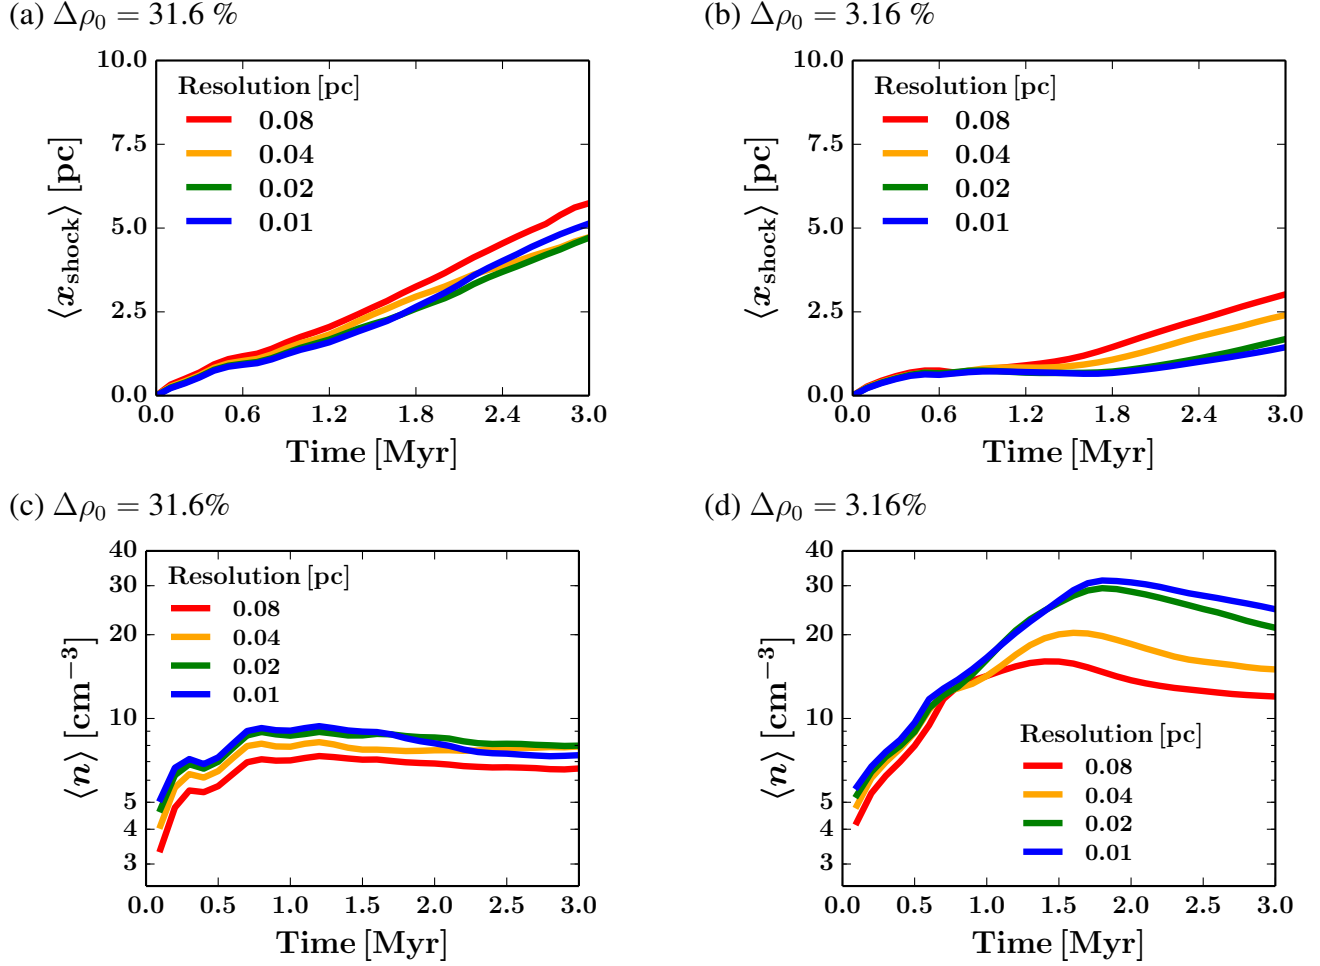 (a) Δρ₀ = 31.6 %
10.0
7.5
5.0
2.5
0.0
⟨x_shock⟩ [pc]
Resolution [pc]
0.08
0.04
0.02
0.01
0.0 0.6 1.2 1.8 2.4 3.0
Time [Myr]
(b) Δρ₀ = 3.16 %
10.0
7.5
5.0
2.5
0.0
⟨x_shock⟩ [pc]
Resolution [pc]
0.08
0.04
0.02
0.01
0.0 0.6 1.2 1.8 2.4 3.0
Time [Myr]
(c) Δρ₀ = 31.6%
40
30
20
10
5
4
3
⟨n⟩ [cm⁻³]
Resolution [pc]
0.08
0.04
0.02
0.01
0.0 0.5 1.0 1.5 2.0 2.5 3.0
Time [Myr]
(d) Δρ₀ = 3.16%
40
30
20
10
5
4
3
⟨n⟩ [cm⁻³]
Resolution [pc]
0.08
0.04
0.02
0.01
0.0 0.5 1.0 1.5 2.0 2.5 3.0
Time [Myr]